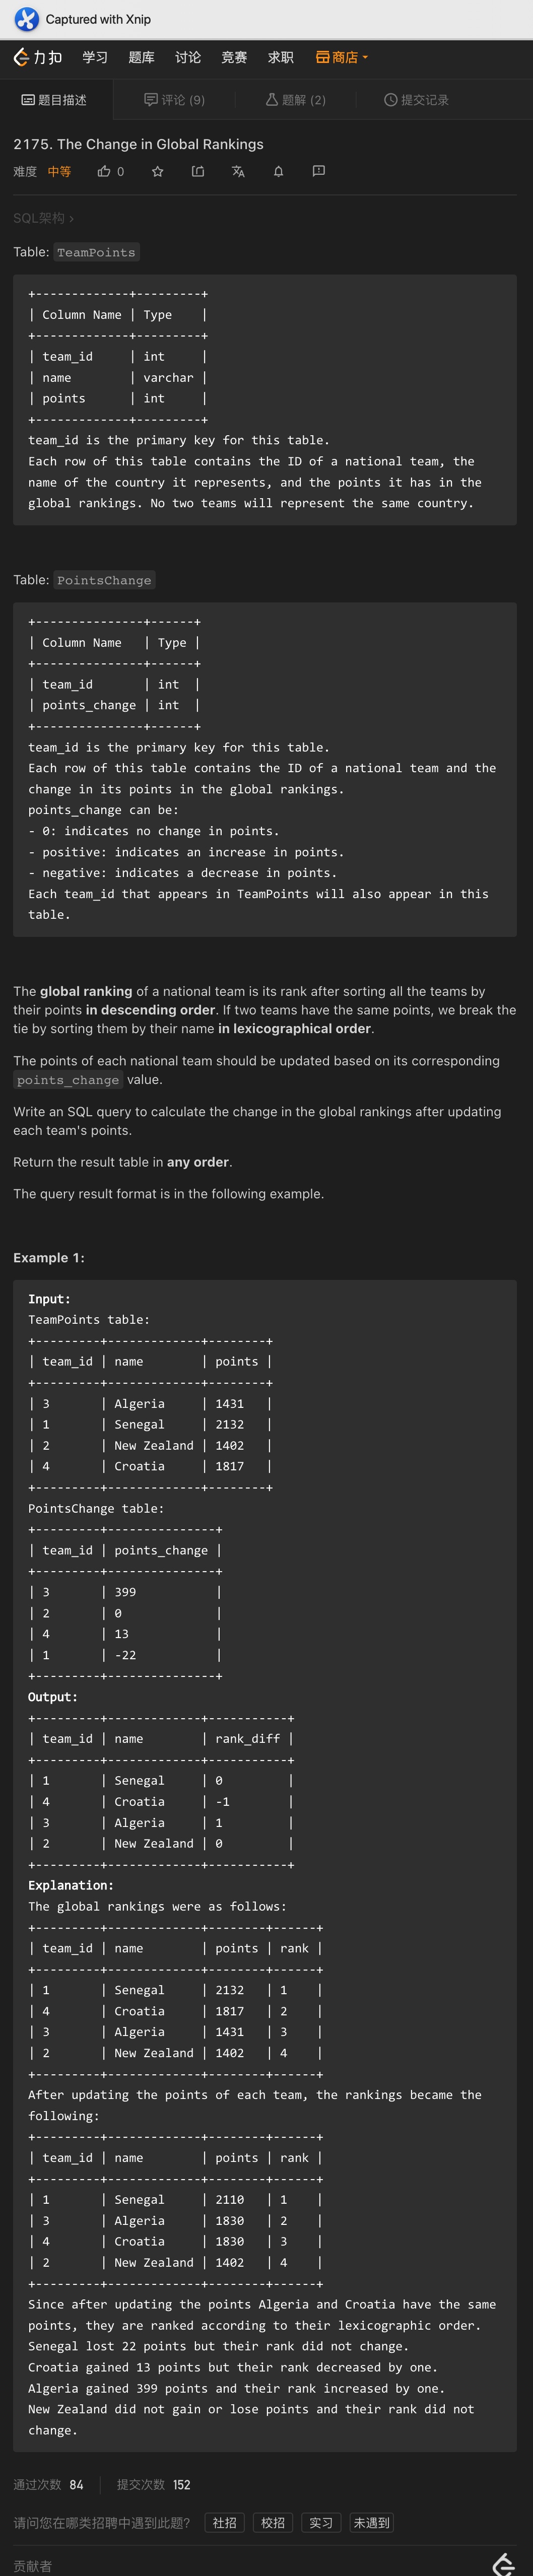 Captured with Xnip
力扣 学习 题库 讨论 竞赛 求职 商店
题目描述 评论 (9) 题解 (2) 提交记录
2175. The Change in Global Rankings
难度 中等 0
SQL架构 ›
Table: TeamPoints
+-------------+---------+
| Column Name | Type    |
+-------------+---------+
| team_id     | int     |
| name        | varchar |
| points      | int     |
+-------------+---------+
team_id is the primary key for this table.
Each row of this table contains the ID of a national team, the
name of the country it represents, and the points it has in the
global rankings. No two teams will represent the same country.
Table: PointsChange
+---------------+------+
| Column Name   | Type |
+---------------+------+
| team_id       | int  |
| points_change | int  |
+---------------+------+
team_id is the primary key for this table.
Each row of this table contains the ID of a national team and the
change in its points in the global rankings.
points_change can be:
- 0: indicates no change in points.
- positive: indicates an increase in points.
- negative: indicates a decrease in points.
Each team_id that appears in TeamPoints will also appear in this
table.
The global ranking of a national team is its rank after sorting all the teams by
their points in descending order. If two teams have the same points, we break the
tie by sorting them by their name in lexicographical order.
The points of each national team should be updated based on its corresponding
points_change value.
Write an SQL query to calculate the change in the global rankings after updating
each team's points.
Return the result table in any order.
The query result format is in the following example.
Example 1:
Input:
TeamPoints table:
+---------+-------------+--------+
| team_id | name        | points |
+---------+-------------+--------+
| 3       | Algeria     | 1431   |
| 1       | Senegal     | 2132   |
| 2       | New Zealand | 1402   |
| 4       | Croatia     | 1817   |
+---------+-------------+--------+
PointsChange table:
+---------+---------------+
| team_id | points_change |
+---------+---------------+
| 3       | 399           |
| 2       | 0             |
| 4       | 13            |
| 1       | -22           |
+---------+---------------+
Output:
+---------+-------------+-----------+
| team_id | name        | rank_diff |
+---------+-------------+-----------+
| 1       | Senegal     | 0         |
| 4       | Croatia     | -1        |
| 3       | Algeria     | 1         |
| 2       | New Zealand | 0         |
+---------+-------------+-----------+
Explanation:
The global rankings were as follows:
+---------+-------------+--------+------+
| team_id | name        | points | rank |
+---------+-------------+--------+------+
| 1       | Senegal     | 2132   | 1    |
| 4       | Croatia     | 1817   | 2    |
| 3       | Algeria     | 1431   | 3    |
| 2       | New Zealand | 1402   | 4    |
+---------+-------------+--------+------+
After updating the points of each team, the rankings became the
following:
+---------+-------------+--------+------+
| team_id | name        | points | rank |
+---------+-------------+--------+------+
| 1       | Senegal     | 2110   | 1    |
| 3       | Algeria     | 1830   | 2    |
| 4       | Croatia     | 1830   | 3    |
| 2       | New Zealand | 1402   | 4    |
+---------+-------------+--------+------+
Since after updating the points Algeria and Croatia have the same
points, they are ranked according to their lexicographic order.
Senegal lost 22 points but their rank did not change.
Croatia gained 13 points but their rank decreased by one.
Algeria gained 399 points and their rank increased by one.
New Zealand did not gain or lose points and their rank did not
change.
通过次数 84 提交次数 152
请问您在哪类招聘中遇到此题? 社招 校招 实习 未遇到
贡献者